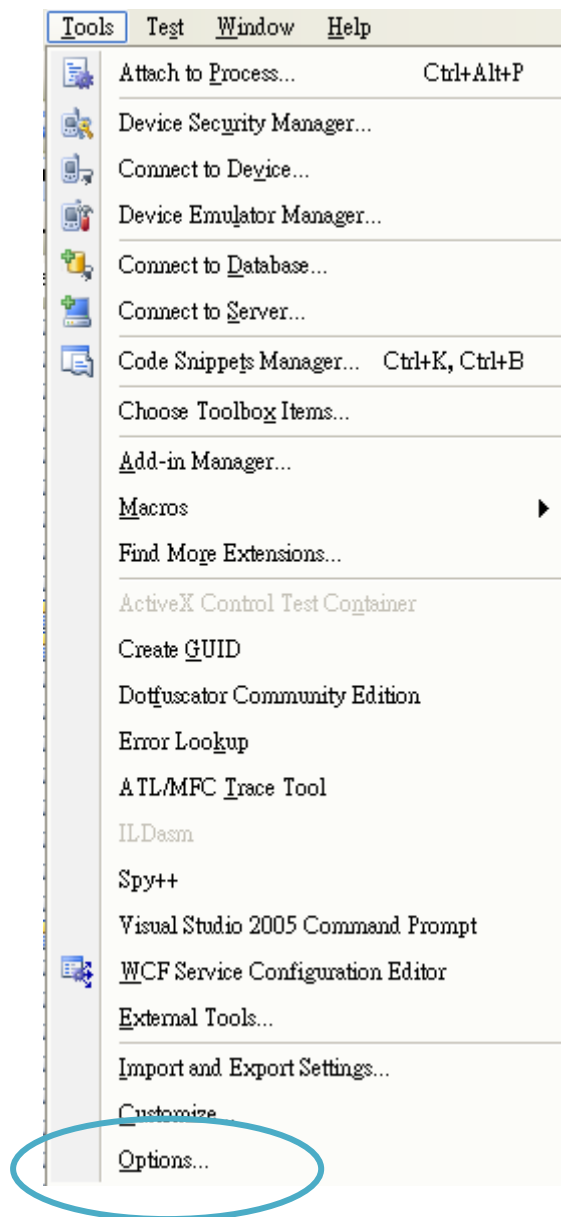 Tools Test Window Help
Attach to Process... Ctrl+Alt+P
Device Security Manager...
Connect to Device...
Device Emulator Manager...
Connect to Database...
Connect to Server...
Code Snippets Manager... Ctrl+K, Ctrl+B
Choose Toolbox Items...
Add-in Manager...
Macros
Find More Extensions...
ActiveX Control Test Container
Create GUID
Dotfuscator Community Edition
Error Lookup
ATL/MFC Trace Tool
ILDasm
Spy++
Visual Studio 2005 Command Prompt
WCF Service Configuration Editor
External Tools...
Import and Export Settings...
Customize...
Options...